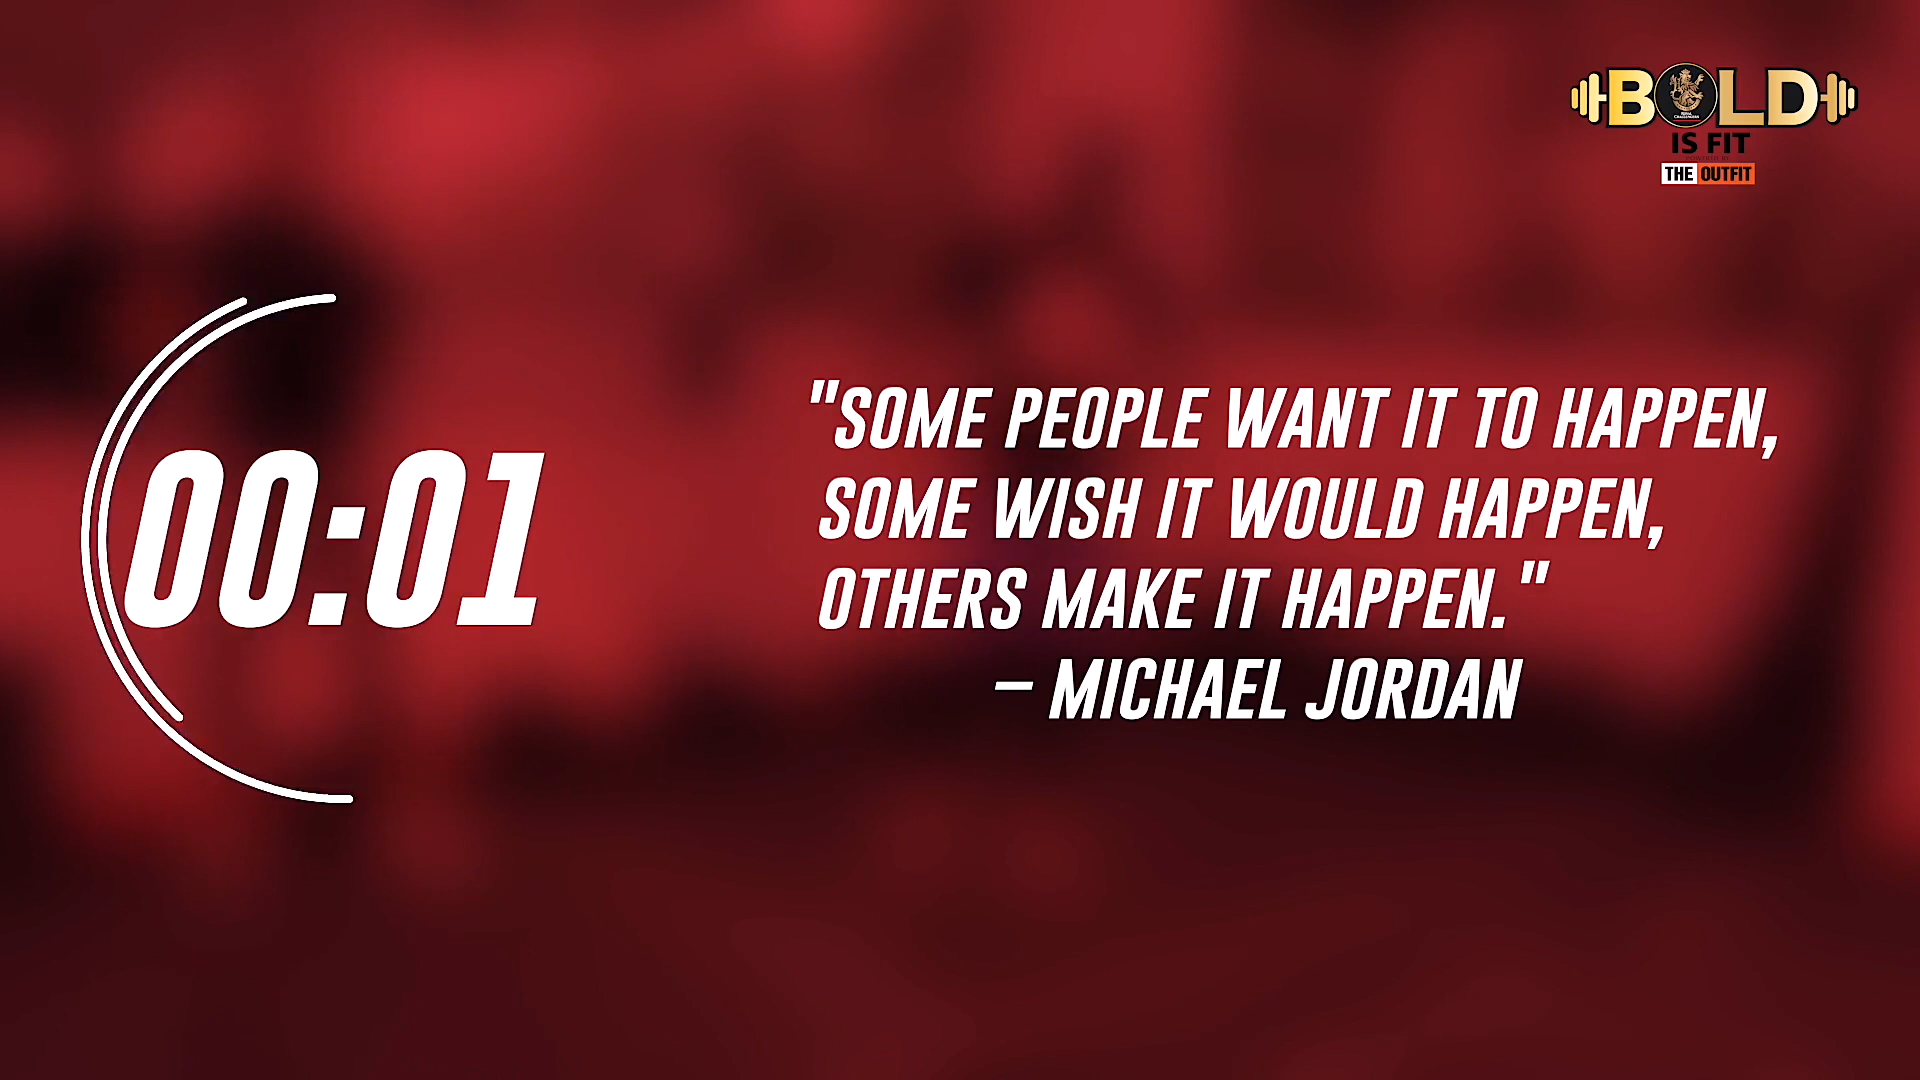 BOLD
IS FIT
THE OUTFIT
00:01
"SOME PEOPLE WANT IT TO HAPPEN,
SOME WISH IT WOULD HAPPEN,
OTHERS MAKE IT HAPPEN."
– MICHAEL JORDAN